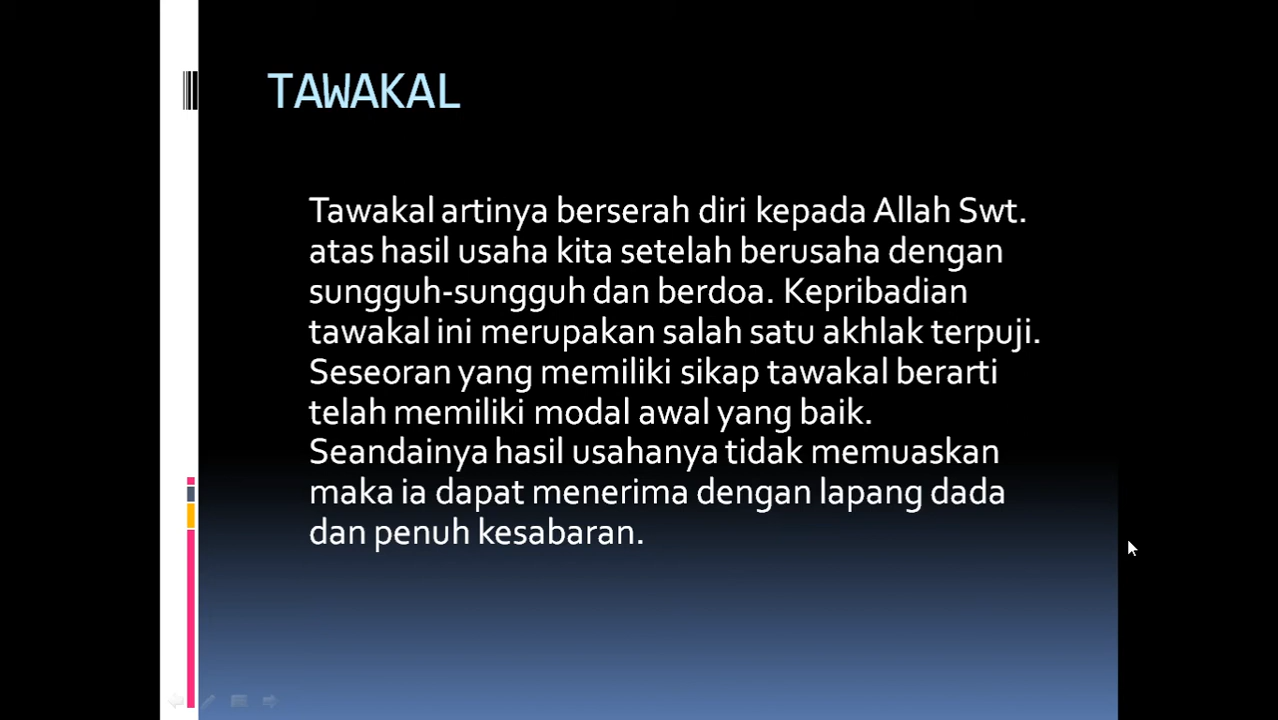 TAWAKAL
Tawakal artinya berserah diri kepada Allah Swt.
atas hasil usaha kita setelah berusaha dengan
sungguh-sungguh dan berdoa. Kepribadian
tawakal ini merupakan salah satu akhlak terpuji.
Seseoran yang memiliki sikap tawakal berarti
telah memiliki modal awal yang baik.
Seandainya hasil usahanya tidak memuaskan
maka ia dapat menerima dengan lapang dada
dan penuh kesabaran.